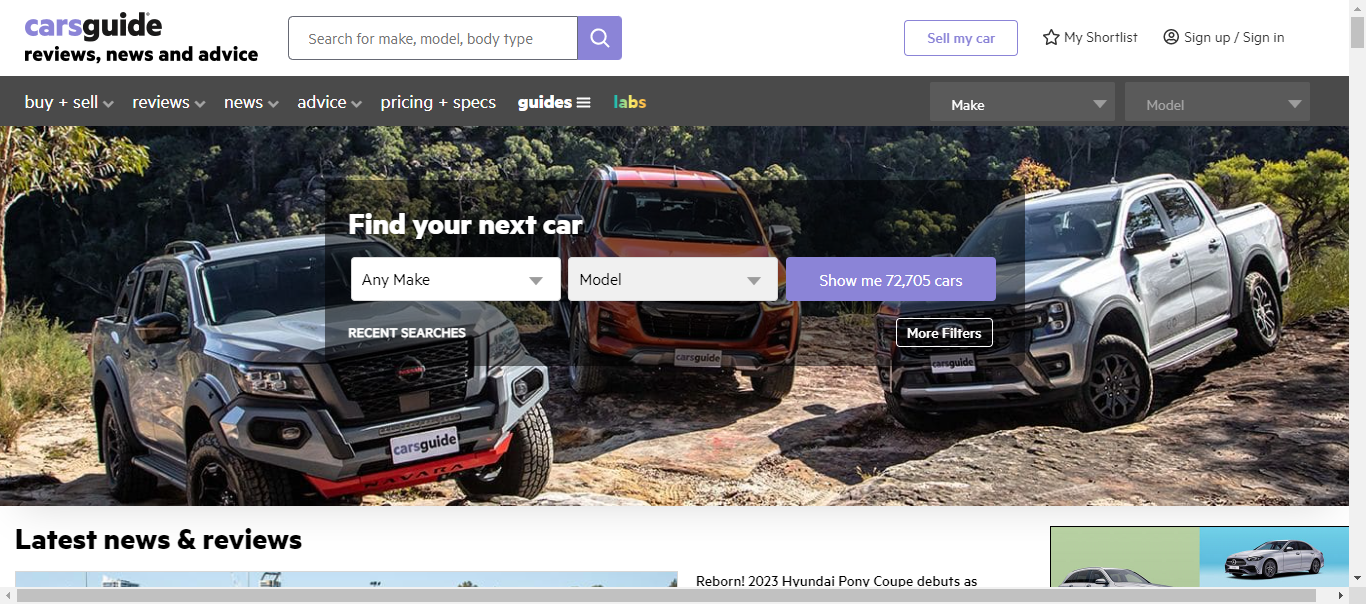 carsguide
reviews, news and advice
Search for make, model, body type
Sell my car
My Shortlist
Sign up / Sign in
buy + sell
reviews
news
advice
pricing + specs
guides
labs
Make
Model
Find your next car
Any Make
Model
Show me 72,705 cars
RECENT SEARCHES
More Filters
carsguide
carsguide
carsguide
NAVARA
Latest news & reviews
Reborn! 2023 Hyundai Pony Coupe debuts as